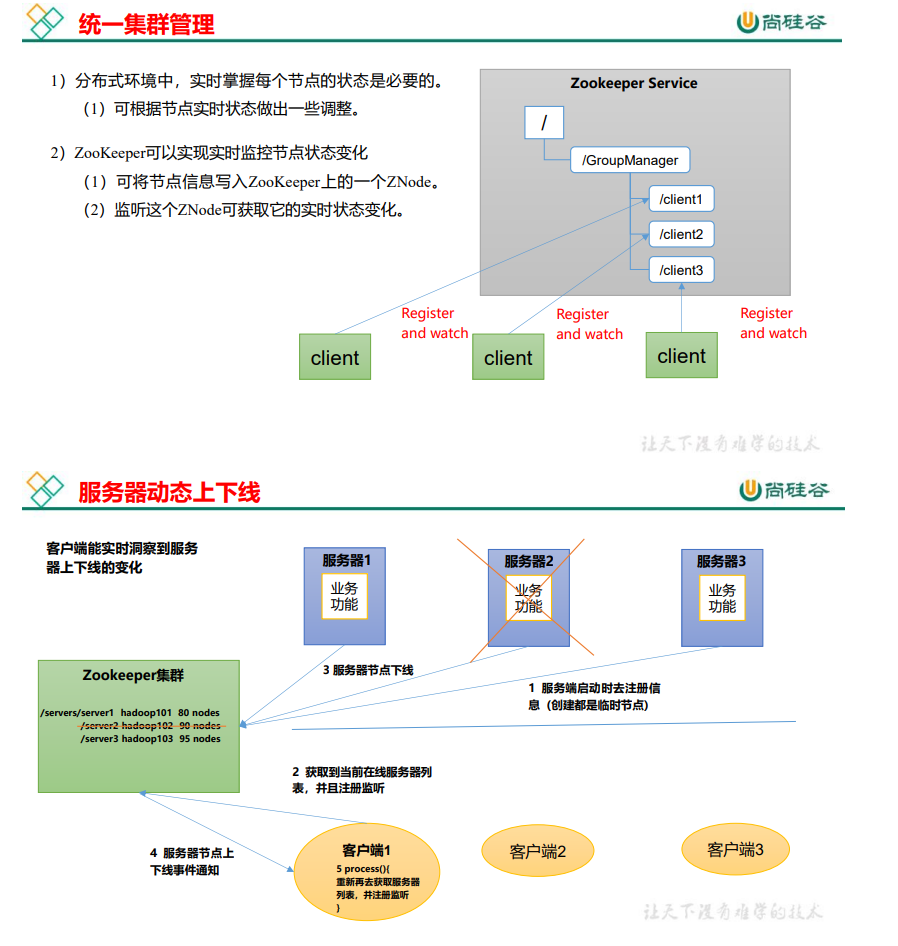 统一集群管理
尚硅谷
1）分布式环境中，实时掌握每个节点的状态是必要的。
（1）可根据节点实时状态做出一些调整。
2）ZooKeeper可以实现实时监控节点状态变化
（1）可将节点信息写入ZooKeeper上的一个ZNode。
（2）监听这个ZNode可获取它的实时状态变化。
Zookeeper Service
/
/GroupManager
/client1
/client2
/client3
Register
and watch
Register
and watch
Register
and watch
client
client
client
让天下没有难学的技术
服务器动态上下线
尚硅谷
客户端能实时洞察到服务
器上下线的变化
服务器1
业务
功能
服务器2
业务
功能
服务器3
业务
功能
3 服务器节点下线
1 服务端启动时去注册信
息（创建都是临时节点）
Zookeeper集群
/servers/server1 hadoop101 80 nodes
/server2 hadoop102 90 nodes
/server3 hadoop103 95 nodes
2 获取到当前在线服务器列
表，并且注册监听
4 服务器节点上
下线事件通知
客户端1
5 process(){
重新再去获取服务器
列表，并注册监听
}
客户端2
客户端3
让天下没有难学的技术